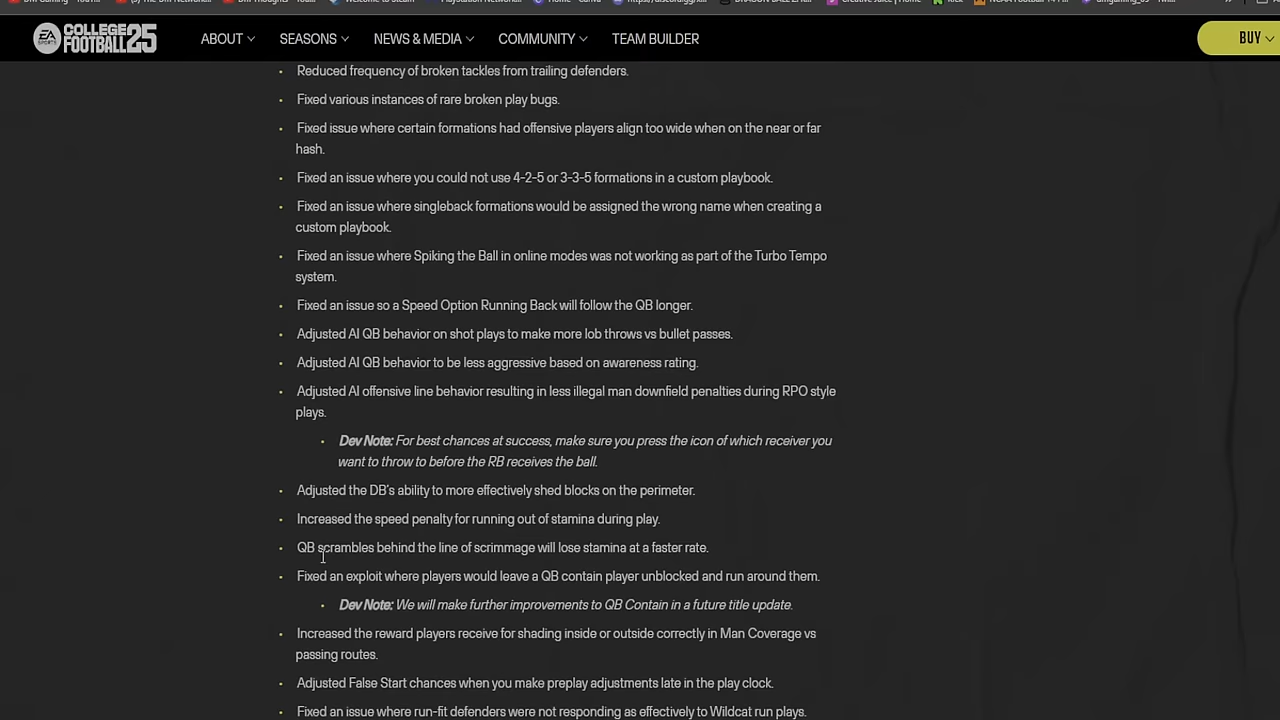 EA SPORTS COLLEGE FOOTBALL 25
ABOUT SEASONS NEWS & MEDIA COMMUNITY TEAM BUILDER BUY
• Reduced frequency of broken tackles from trailing defenders.
• Fixed various instances of rare broken play bugs.
• Fixed issue where certain formations had offensive players align too wide when on the near or far
hash.
• Fixed an issue where you could not use 4-2-5 or 3-3-5 formations in a custom playbook.
• Fixed an issue where singleback formations would be assigned the wrong name when creating a
custom playbook.
• Fixed an issue where Spiking the Ball in online modes was not working as part of the Turbo Tempo
system.
• Fixed an issue so a Speed Option Running Back will follow the QB longer.
• Adjusted AI QB behavior on shot plays to make more lob throws vs bullet passes.
• Adjusted AI QB behavior to be less aggressive based on awareness rating.
• Adjusted AI offensive line behavior resulting in less illegal man downfield penalties during RPO style
plays.
• Dev Note: For best chances at success, make sure you press the icon of which receiver you
want to throw to before the RB receives the ball.
• Adjusted the DB's ability to more effectively shed blocks on the perimeter.
• Increased the speed penalty for running out of stamina during play.
• QB scrambles behind the line of scrimmage will lose stamina at a faster rate.
• Fixed an exploit where players would leave a QB contain player unblocked and run around them.
• Dev Note: We will make further improvements to QB Contain in a future title update.
• Increased the reward players receive for shading inside or outside correctly in Man Coverage vs
passing routes.
• Adjusted False Start chances when you make preplay adjustments late in the play clock.
• Fixed an issue where run-fit defenders were not responding as effectively to Wildcat run plays.